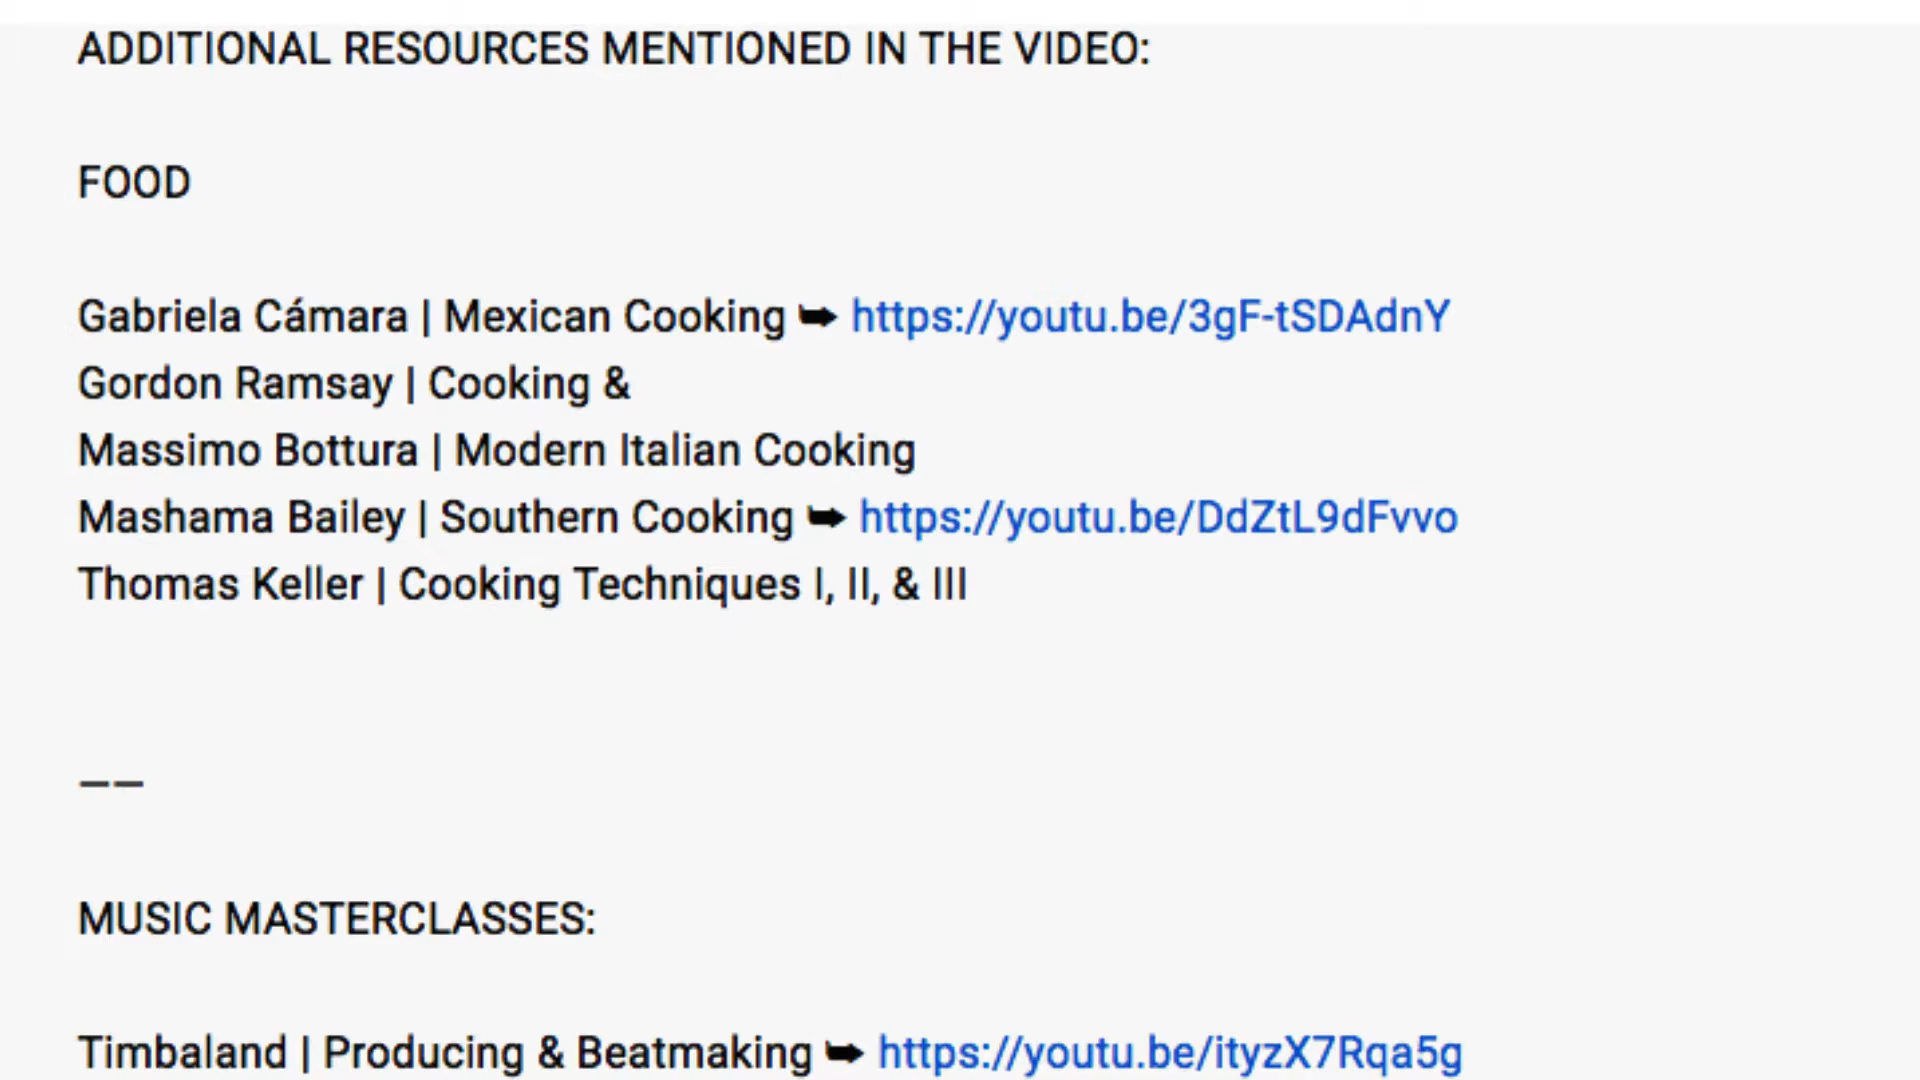 ADDITIONAL RESOURCES MENTIONED IN THE VIDEO:
FOOD
Gabriela Cámara | Mexican Cooking ➥ https://youtu.be/3gF-tSDAdnY
Gordon Ramsay | Cooking &
Massimo Bottura | Modern Italian Cooking
Mashama Bailey | Southern Cooking ➥ https://youtu.be/DdZtL9dFvvo
Thomas Keller | Cooking Techniques I, II, & III
——
MUSIC MASTERCLASSES:
Timbaland | Producing & Beatmaking ➥ https://youtu.be/ityzX7Rqa5g